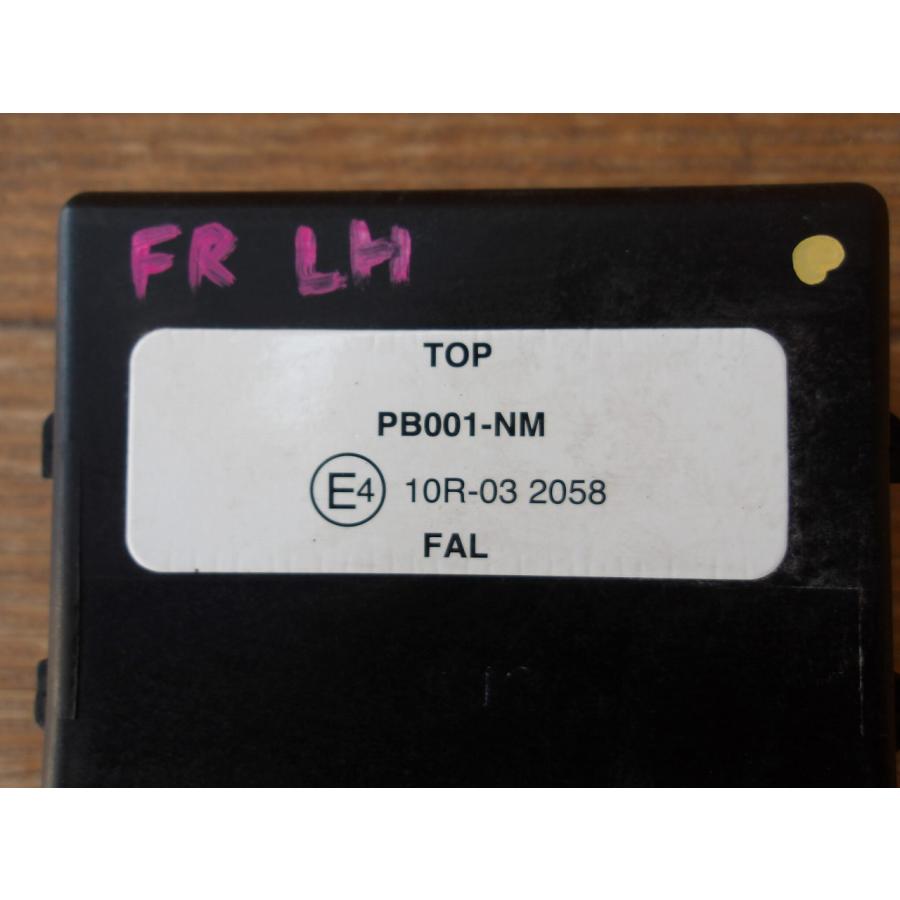 FR LH
TOP
PB001-NM
E4 10R-03 2058
FAL